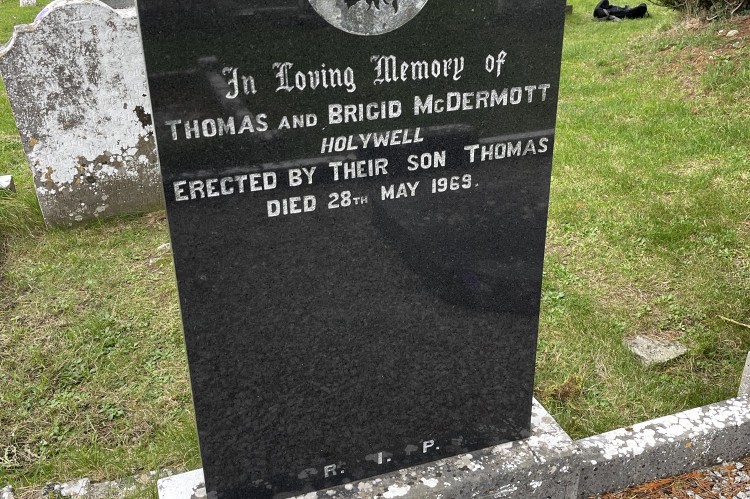 In Loving Memory of
THOMAS AND BRIGID McDERMOTT
HOLYWELL
ERECTED BY THEIR SON THOMAS
DIED 28TH MAY 1969.
R. I. P.